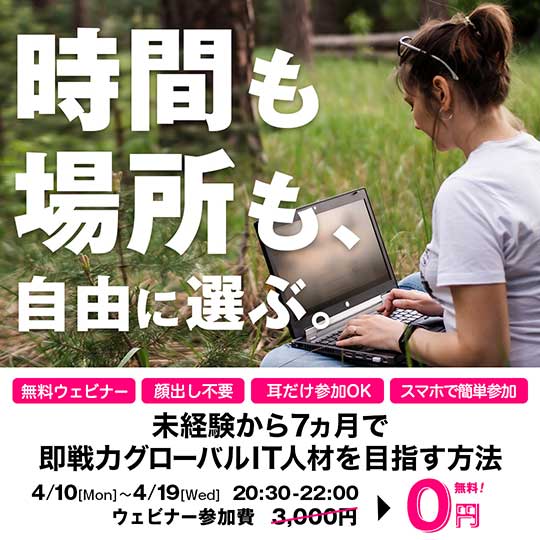 時間も
場所も、
自由に選ぶ。
無料ウェビナー 顔出し不要 耳だけ参加OK スマホで簡単参加
未経験から7ヵ月で
即戦力グローバルIT人材を目指す方法
4/10[Mon]~4/19[Wed] 20:30-22:00
ウェビナー参加費 3,000円 ▶ 0円 無料!